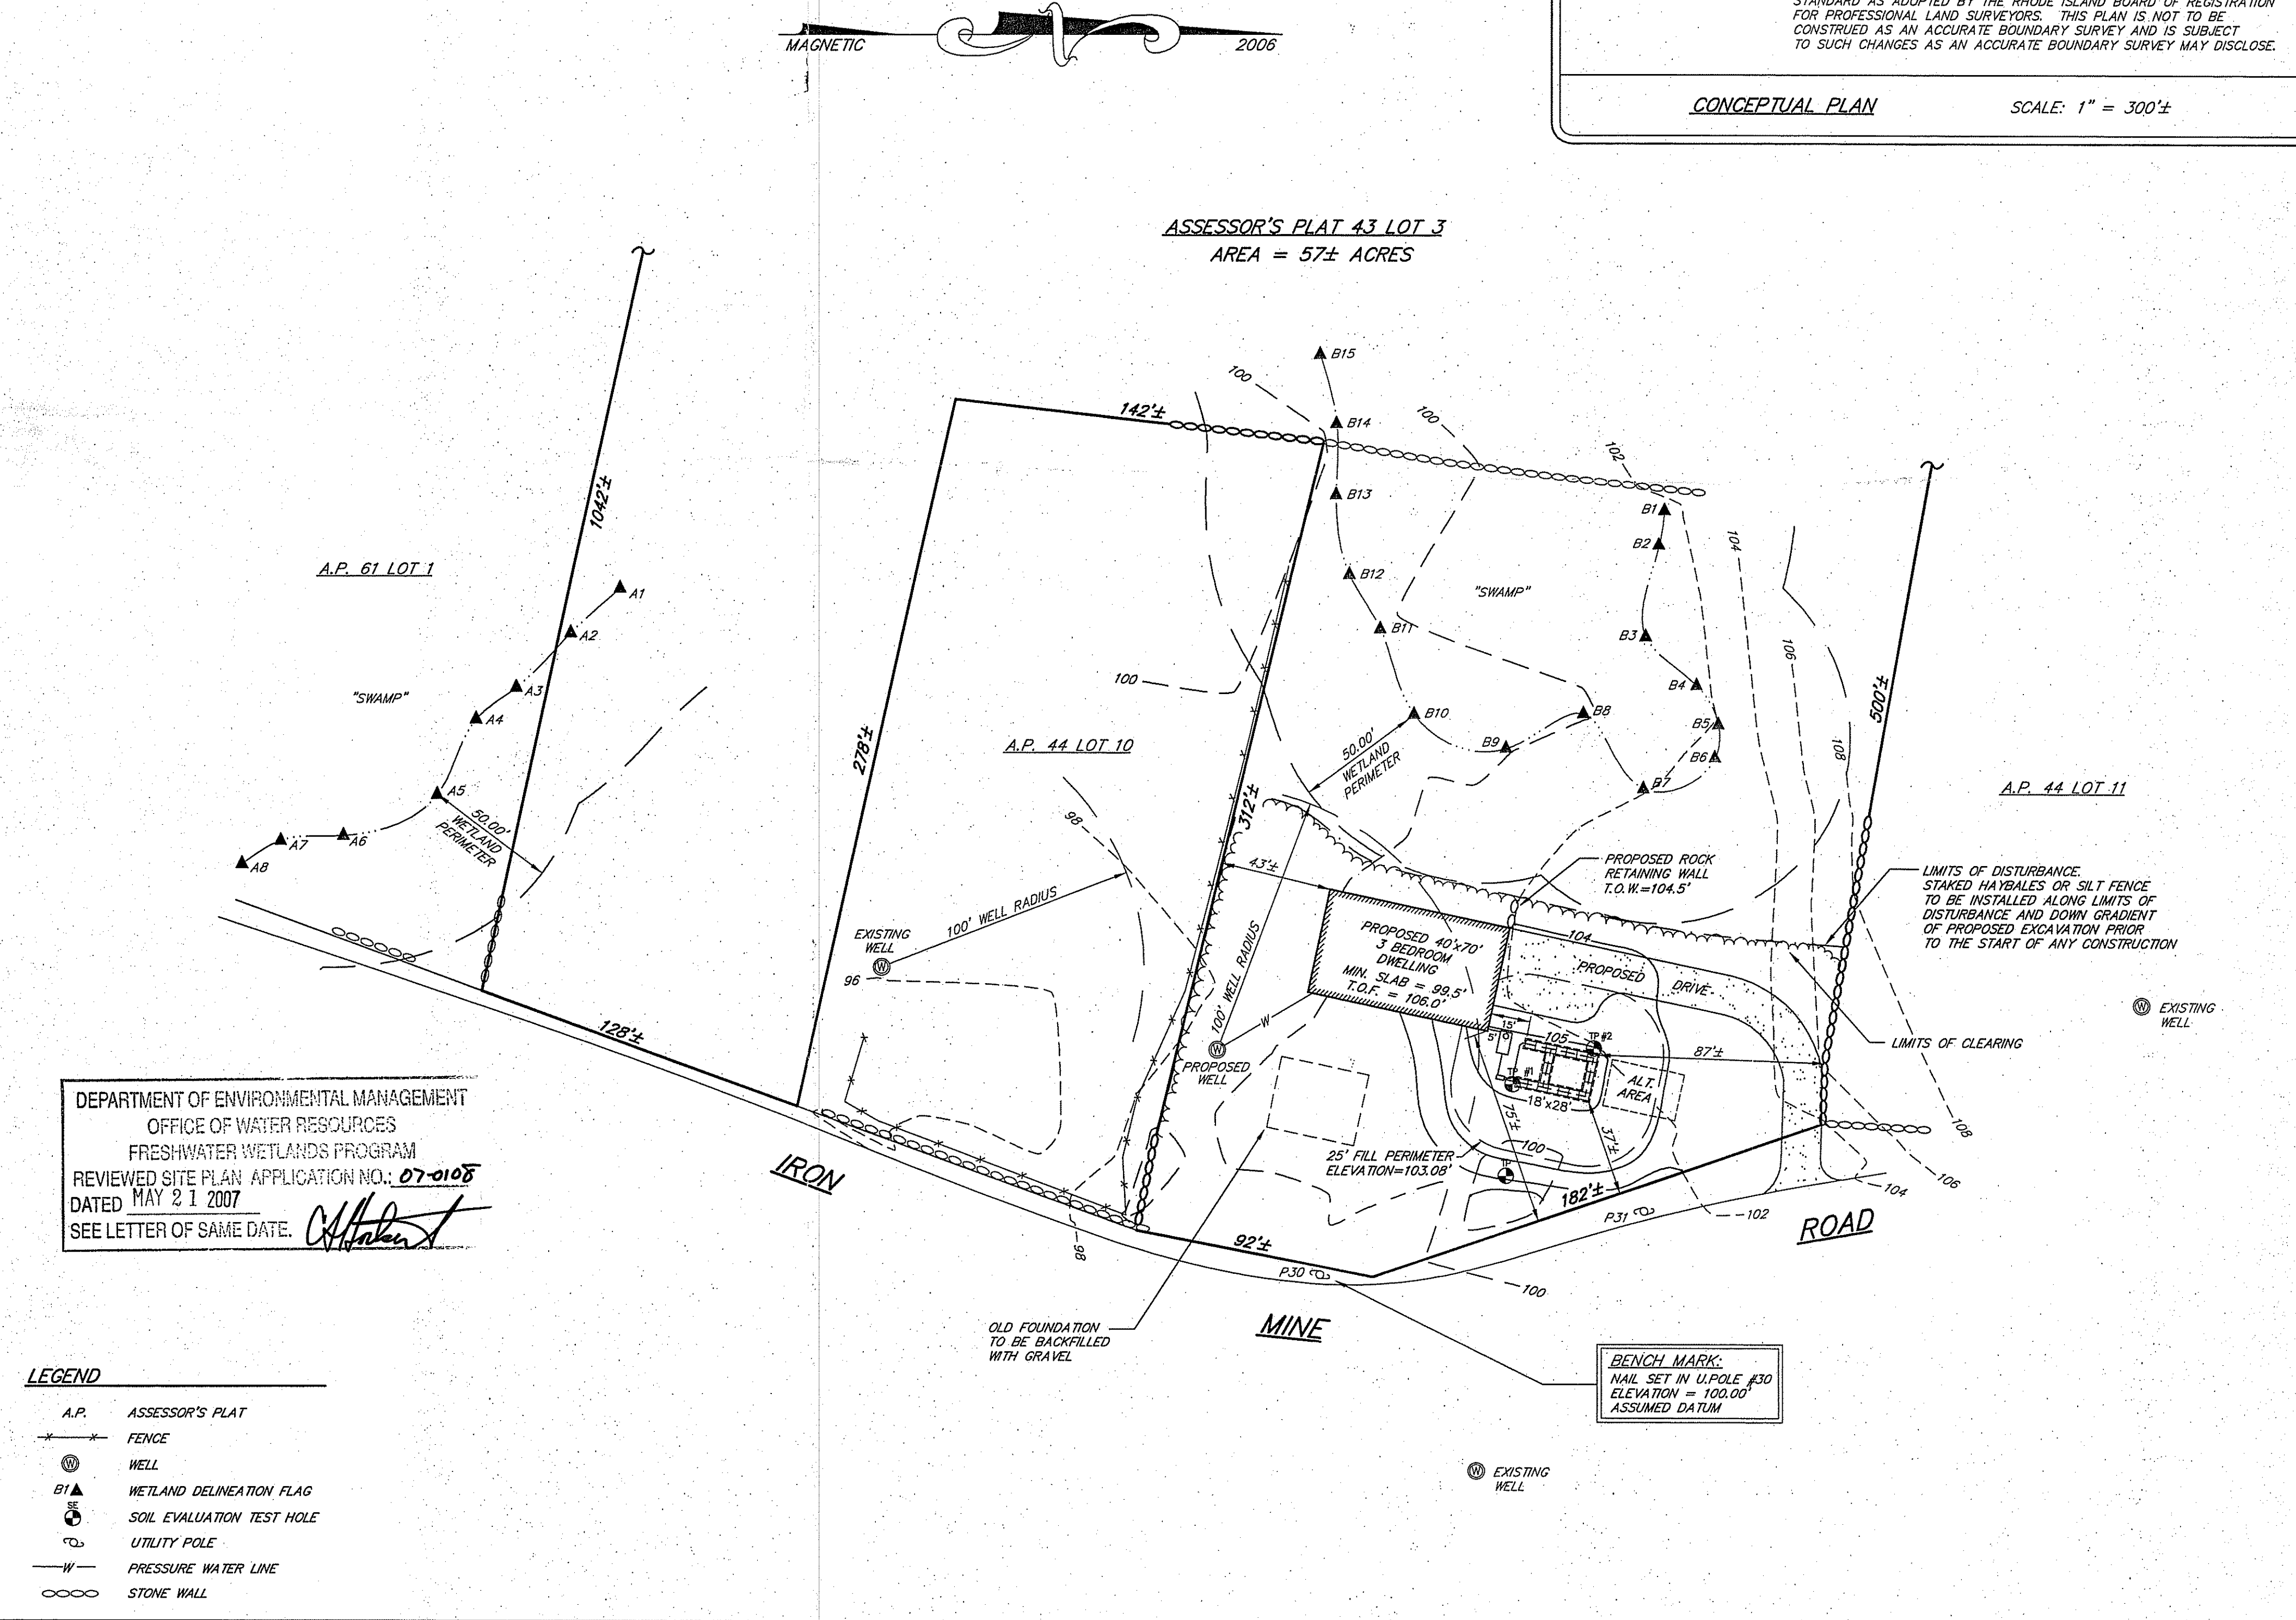 STANDARD AS ADOPTED BY THE RHODE ISLAND BOARD OF REGISTRATION
FOR PROFESSIONAL LAND SURVEYORS. THIS PLAN IS NOT TO BE
CONSTRUED AS AN ACCURATE BOUNDARY SURVEY AND IS SUBJECT
TO SUCH CHANGES AS AN ACCURATE BOUNDARY SURVEY MAY DISCLOSE.
MAGNETIC
2006
CONCEPTUAL PLAN
SCALE: 1" = 300'±
ASSESSOR'S PLAT 43 LOT 3
AREA = 57± ACRES
B15
100
142'±
B14
100
102
1042'±
B13
B1
B2
104
A.P. 61 LOT 1
A1
B12
"SWAMP"
A2
B11
B3
106
"SWAMP"
A3
A4
100
B4
500'±
B10
B8
B5
278'±
A.P. 44 LOT 10
50.00'
WETLAND
PERIMETER
B9
B6
108
A5
B7
A.P. 44 LOT 11
50.00'
WETLAND
PERIMETER
98
312'±
A6
A7
A8
43'±
PROPOSED ROCK
RETAINING WALL
T.O.W.=104.5'
LIMITS OF DISTURBANCE.
STAKED HAYBALES OR SILT FENCE
TO BE INSTALLED ALONG LIMITS OF
DISTURBANCE AND DOWN GRADIENT
OF PROPOSED EXCAVATION PRIOR
TO THE START OF ANY CONSTRUCTION
100' WELL RADIUS
EXISTING
WELL
W
96
100' WELL RADIUS
PROPOSED 40'x70'
3 BEDROOM
DWELLING
MIN. SLAB = 99.5'
T.O.F. = 106.0'
104
PROPOSED
DRIVE
W
EXISTING
WELL
128'±
W
W
PROPOSED
WELL
15'
5'
105
TP #2
87'±
LIMITS OF CLEARING
TP #1
ALT.
AREA
18'x28'
75'±
37'±
100
25' FILL PERIMETER
ELEVATION=103.08'
TP
DEPARTMENT OF ENVIRONMENTAL MANAGEMENT
OFFICE OF WATER RESOURCES
FRESHWATER WETLANDS PROGRAM
REVIEWED SITE PLAN APPLICATION NO.: 07-0108
DATED MAY 21 2007
SEE LETTER OF SAME DATE.
IRON
108
106
104
182'±
P31
102
ROAD
98
92'±
P30
100
OLD FOUNDATION
TO BE BACKFILLED
WITH GRAVEL
MINE
BENCH MARK:
NAIL SET IN U.POLE #30
ELEVATION = 100.00'
ASSUMED DATUM
W
EXISTING
WELL
LEGEND
A.P. ASSESSOR'S PLAT
FENCE
W WELL
B1 WETLAND DELINEATION FLAG
SE SOIL EVALUATION TEST HOLE
UTILITY POLE
W PRESSURE WATER LINE
STONE WALL